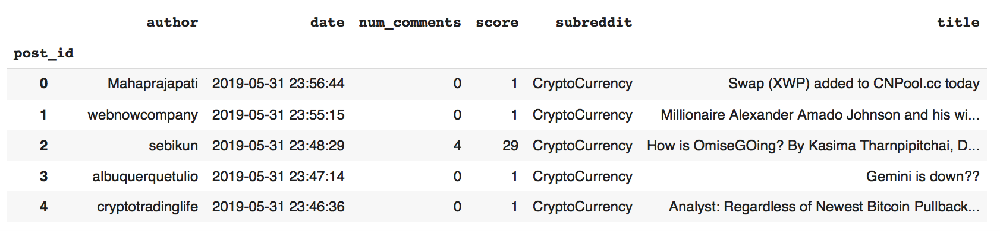 author date num_comments score subreddit title
post_id
0 Mahaprajapati 2019-05-31 23:56:44 0 1 CryptoCurrency Swap (XWP) added to CNPool.cc today
1 webnowcompany 2019-05-31 23:55:15 0 1 CryptoCurrency Millionaire Alexander Amado Johnson and his wi...
2 sebikun 2019-05-31 23:48:29 4 29 CryptoCurrency How is OmiseGOing? By Kasima Tharnpipitchai, D...
3 albuquerquetulio 2019-05-31 23:47:14 0 1 CryptoCurrency Gemini is down??
4 cryptotradinglife 2019-05-31 23:46:36 0 1 CryptoCurrency Analyst: Regardless of Newest Bitcoin Pullback...